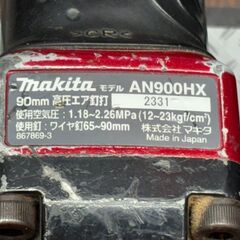 makita モデル AN900HX
90mm 高圧エア釘打 2331
使用空気圧：1.18~2.26MPa (12~23kgf/cm²)
使用釘：ワイヤ釘65~90mm 株式会社 マキタ
867869-3 Made in Japan